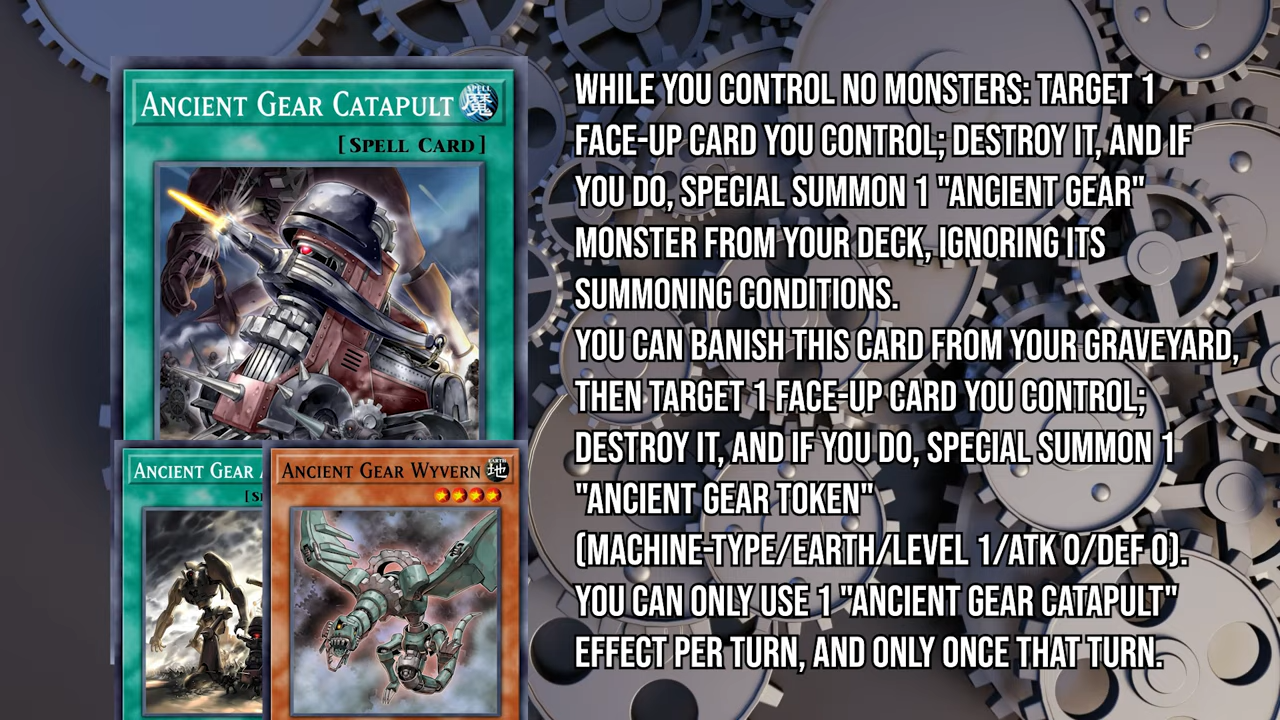 Ancient Gear Catapult
SPELL
魔
[Spell Card]
WHILE YOU CONTROL NO MONSTERS: TARGET 1
FACE-UP CARD YOU CONTROL; DESTROY IT, AND IF
YOU DO, SPECIAL SUMMON 1 "ANCIENT GEAR"
MONSTER FROM YOUR DECK, IGNORING ITS
SUMMONING CONDITIONS.
YOU CAN BANISH THIS CARD FROM YOUR GRAVEYARD,
THEN TARGET 1 FACE-UP CARD YOU CONTROL;
DESTROY IT, AND IF YOU DO, SPECIAL SUMMON 1
"ANCIENT GEAR TOKEN"
(MACHINE-TYPE/EARTH/LEVEL 1/ATK 0/DEF 0).
YOU CAN ONLY USE 1 "ANCIENT GEAR CATAPULT"
EFFECT PER TURN, AND ONLY ONCE THAT TURN.
Ancient Gear
Ancient Gear Wyvern
EARTH
地